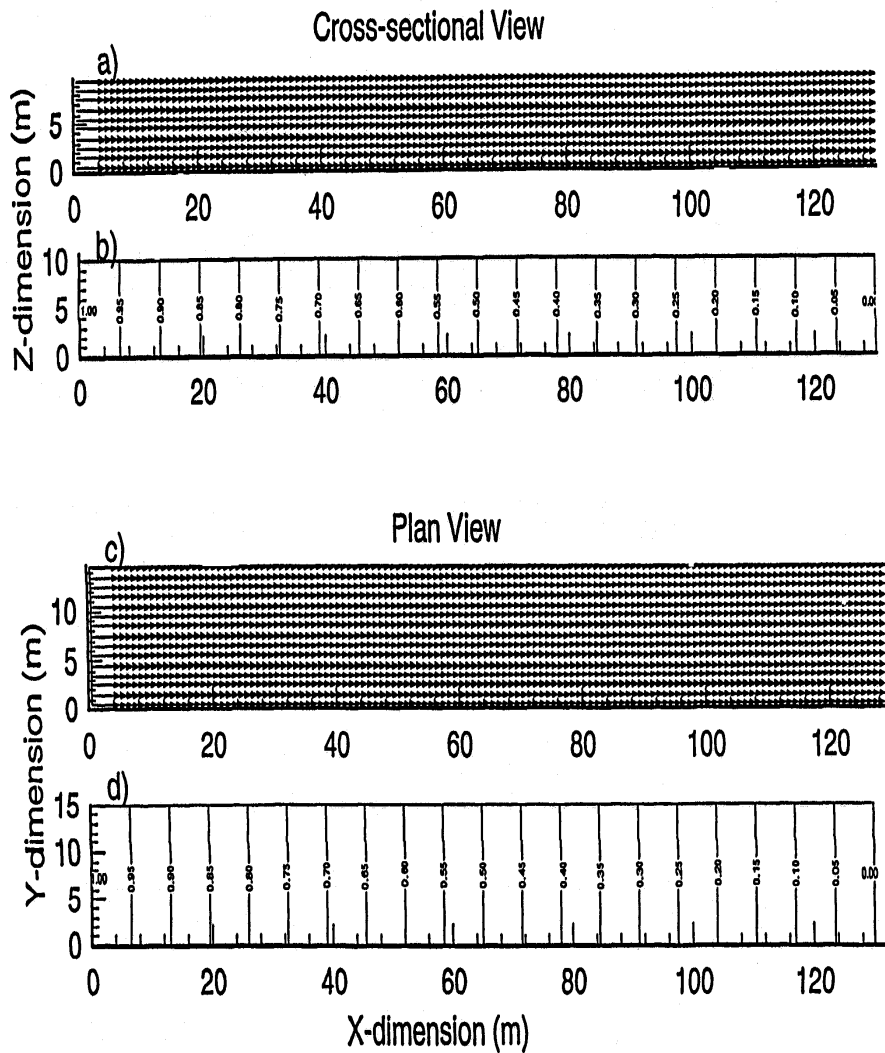 Cross-sectional View
a)
5
0
0 20 40 60 80 100 120
Z-dimension (m)
b)
10
5
0
1.00 0.95 0.90 0.85 0.80 0.75 0.70 0.65 0.60 0.55 0.50 0.45 0.40 0.35 0.30 0.25 0.20 0.15 0.10 0.05 0.0
0 20 40 60 80 100 120
Plan View
c)
10
5
0
0 20 40 60 80 100 120
Y-dimension (m)
d)
15
10
5
0
1.00 0.95 0.90 0.85 0.80 0.75 0.70 0.65 0.60 0.55 0.50 0.45 0.40 0.35 0.30 0.25 0.20 0.15 0.10 0.05 0.00
0 20 40 60 80 100 120
X-dimension (m)